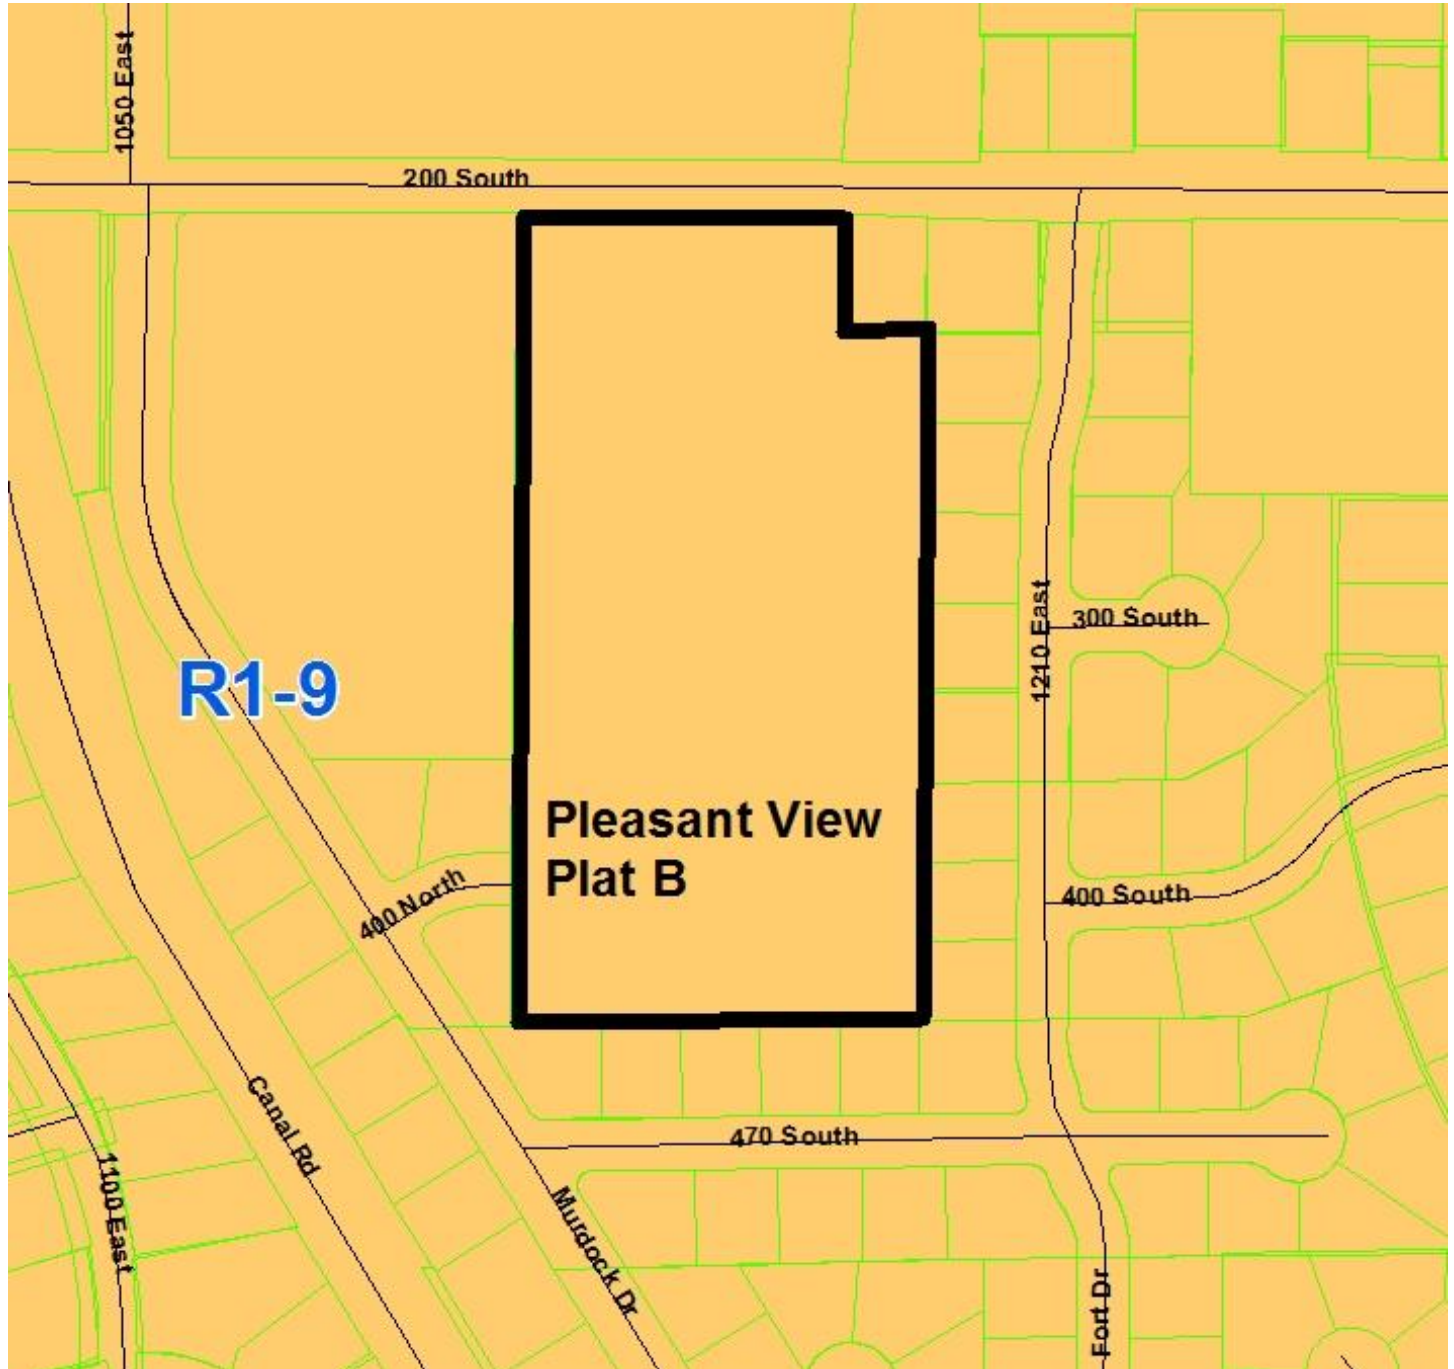 1050 East
200 South
300 South
1210 East
R1-9
Pleasant View
Plat B
400 North
400 South
Canal Rd
470 South
1100 East
Murdock Dr
Fort Dr